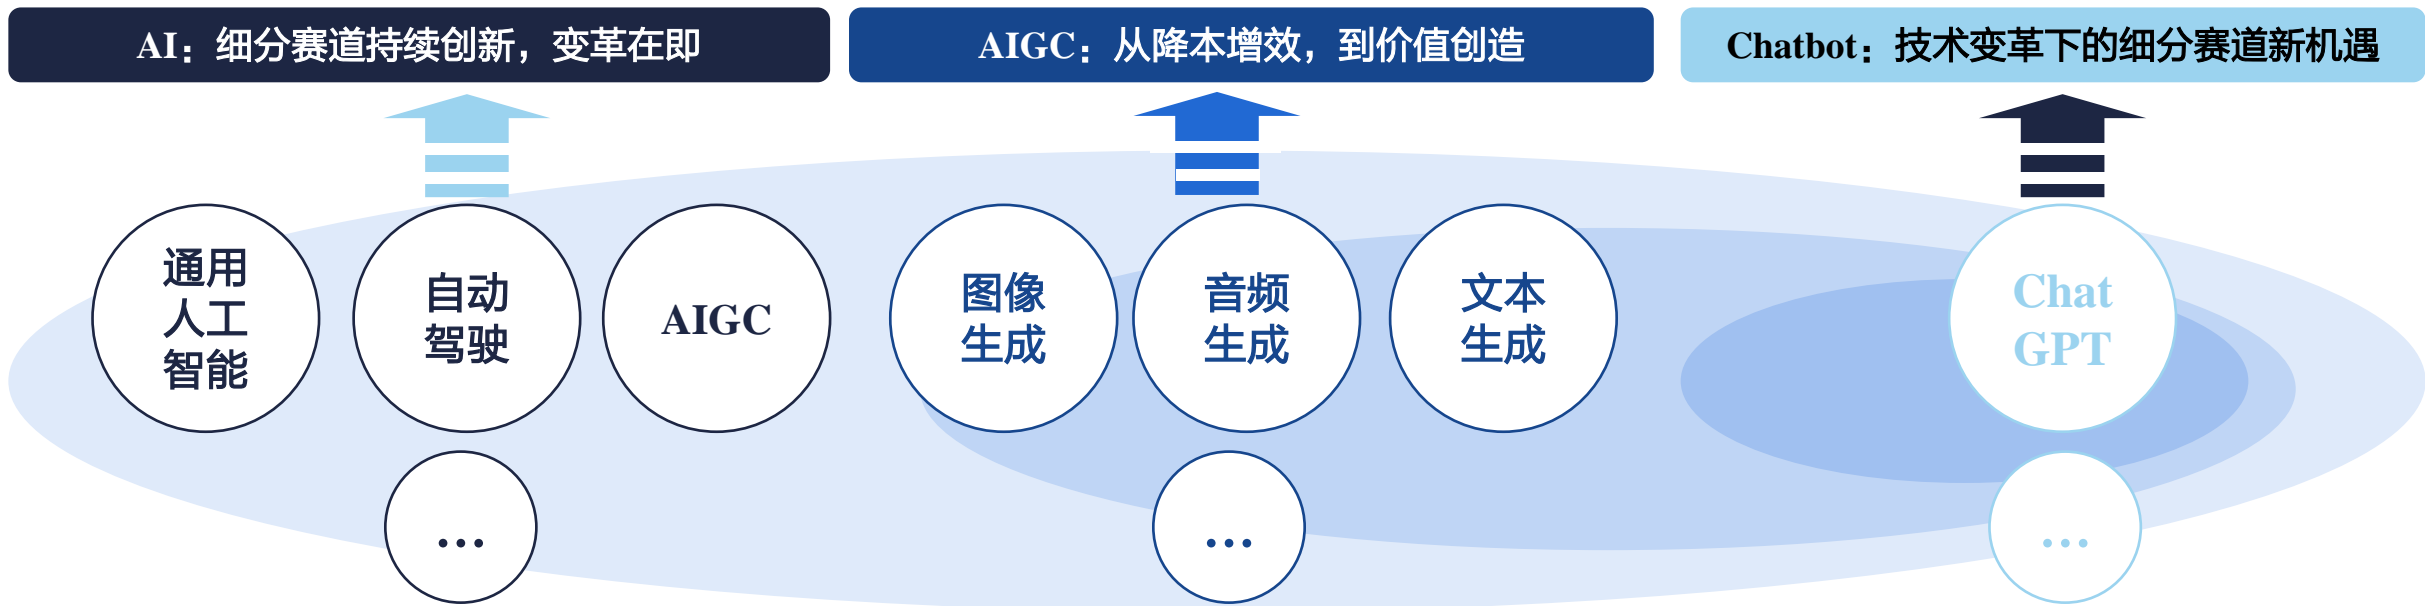 AI：细分赛道持续创新，变革在即
AIGC：从降本增效，到价值创造
Chatbot：技术变革下的细分赛道新机遇
通用
人工
智能
自动
驾驶
AIGC
图像
生成
音频
生成
文本
生成
Chat
GPT
…
…
…